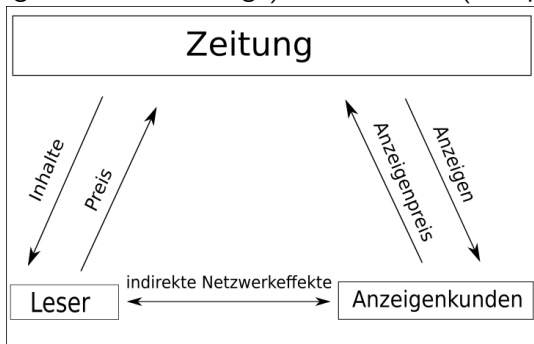 Zeitung
Inhalte
Preis
Anzeigenpreis
Anzeigen
indirekte Netzwerkeffekte
Leser
Anzeigenkunden